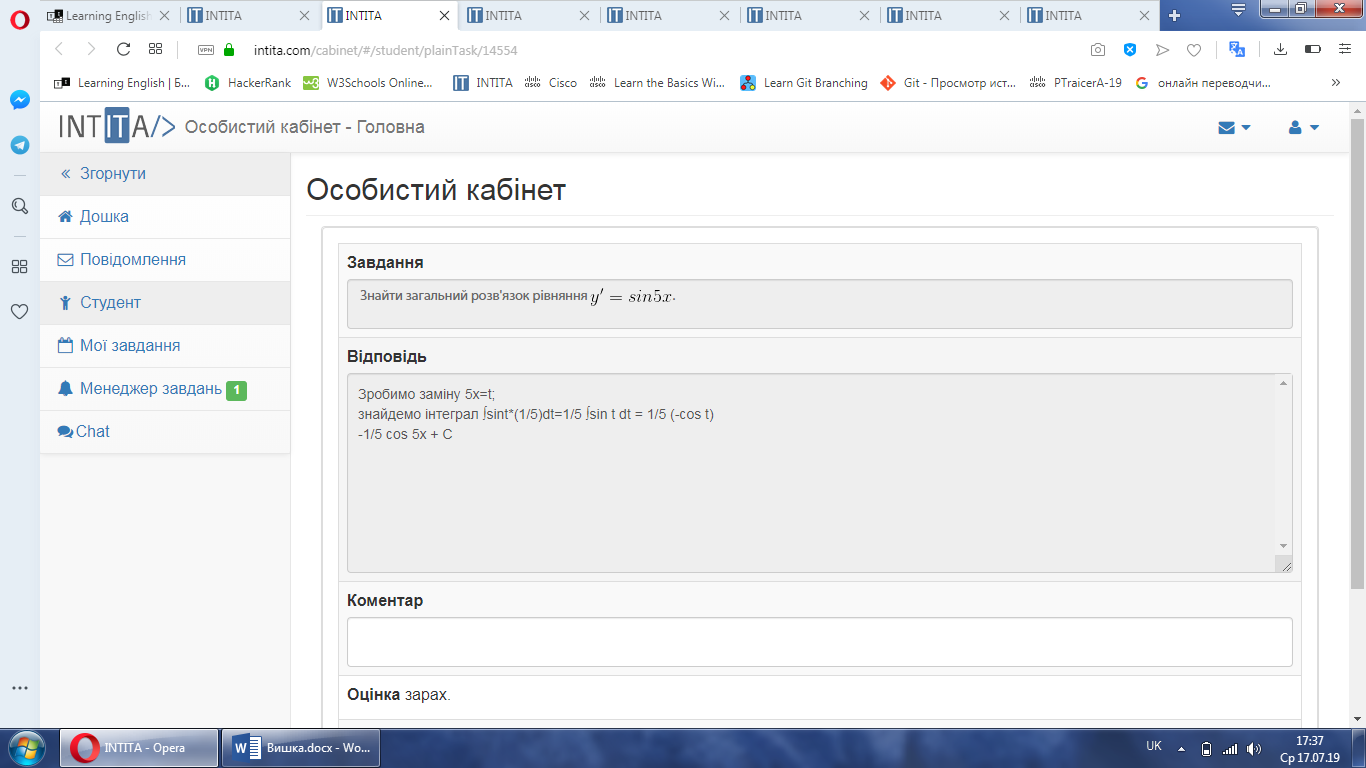 Learning English
INTITA
INTITA
INTITA
INTITA
INTITA
INTITA
INTITA
VPN
intita.com/cabinet/#/student/plainTask/14554
Learning English | Б...
HackerRank
W3Schools Online...
INTITA
Cisco
Learn the Basics Wi...
Learn Git Branching
Git - Просмотр ист...
PTraicerA-19
онлайн переводчи...
INTITA/> Особистий кабінет - Головна
Згорнути
Дошка
Повідомлення
Студент
Мої завдання
Менеджер завдань 1
Chat
Особистий кабінет
Завдання
Знайти загальний розв'язок рівняння y′ = sin5x.
Відповідь
Зробимо заміну 5x=t;
знайдемо інтеграл ∫sint*(1/5)dt=1/5 ∫sin t dt = 1/5 (-cos t)
-1/5 cos 5x + C
Коментар
Оцінка зарах.
INTITA - Opera
Вишка.docx - Wo...
UK
17:37
Ср 17.07.19